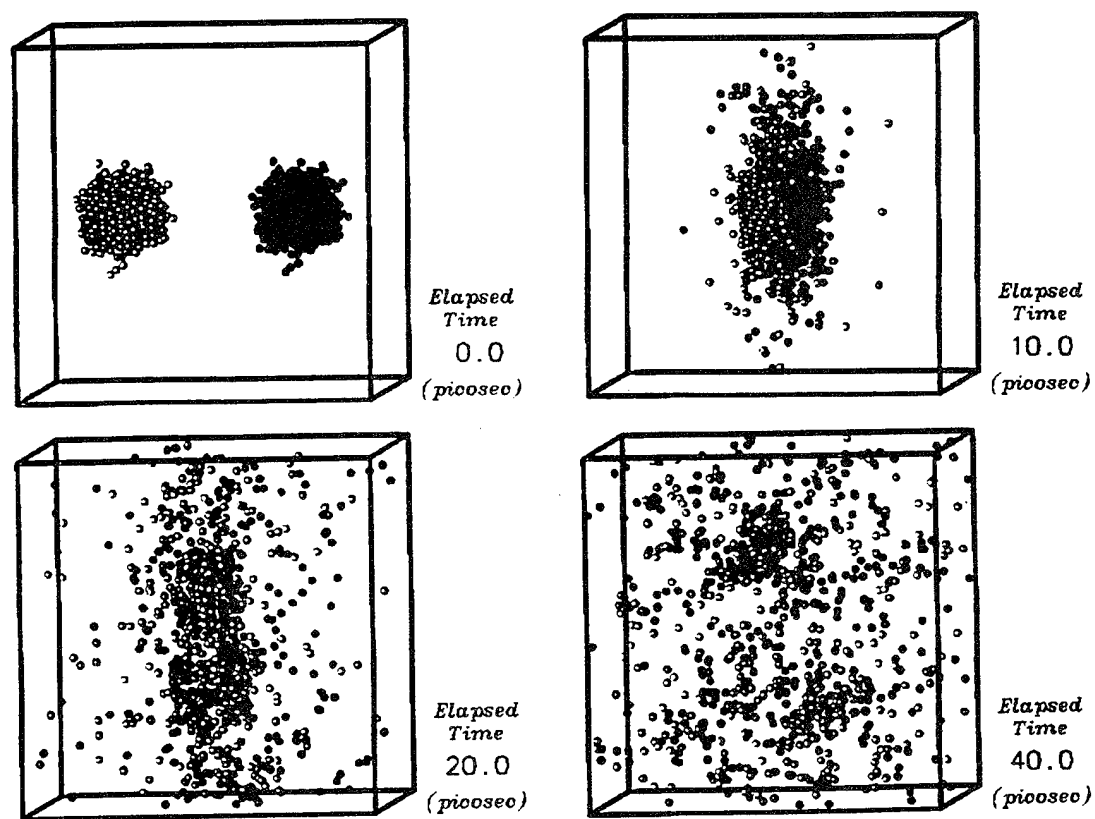 Elapsed
Time
0.0
(picosec)
Elapsed
Time
10.0
(picosec)
Elapsed
Time
20.0
(picosec)
Elapsed
Time
40.0
(picosec)